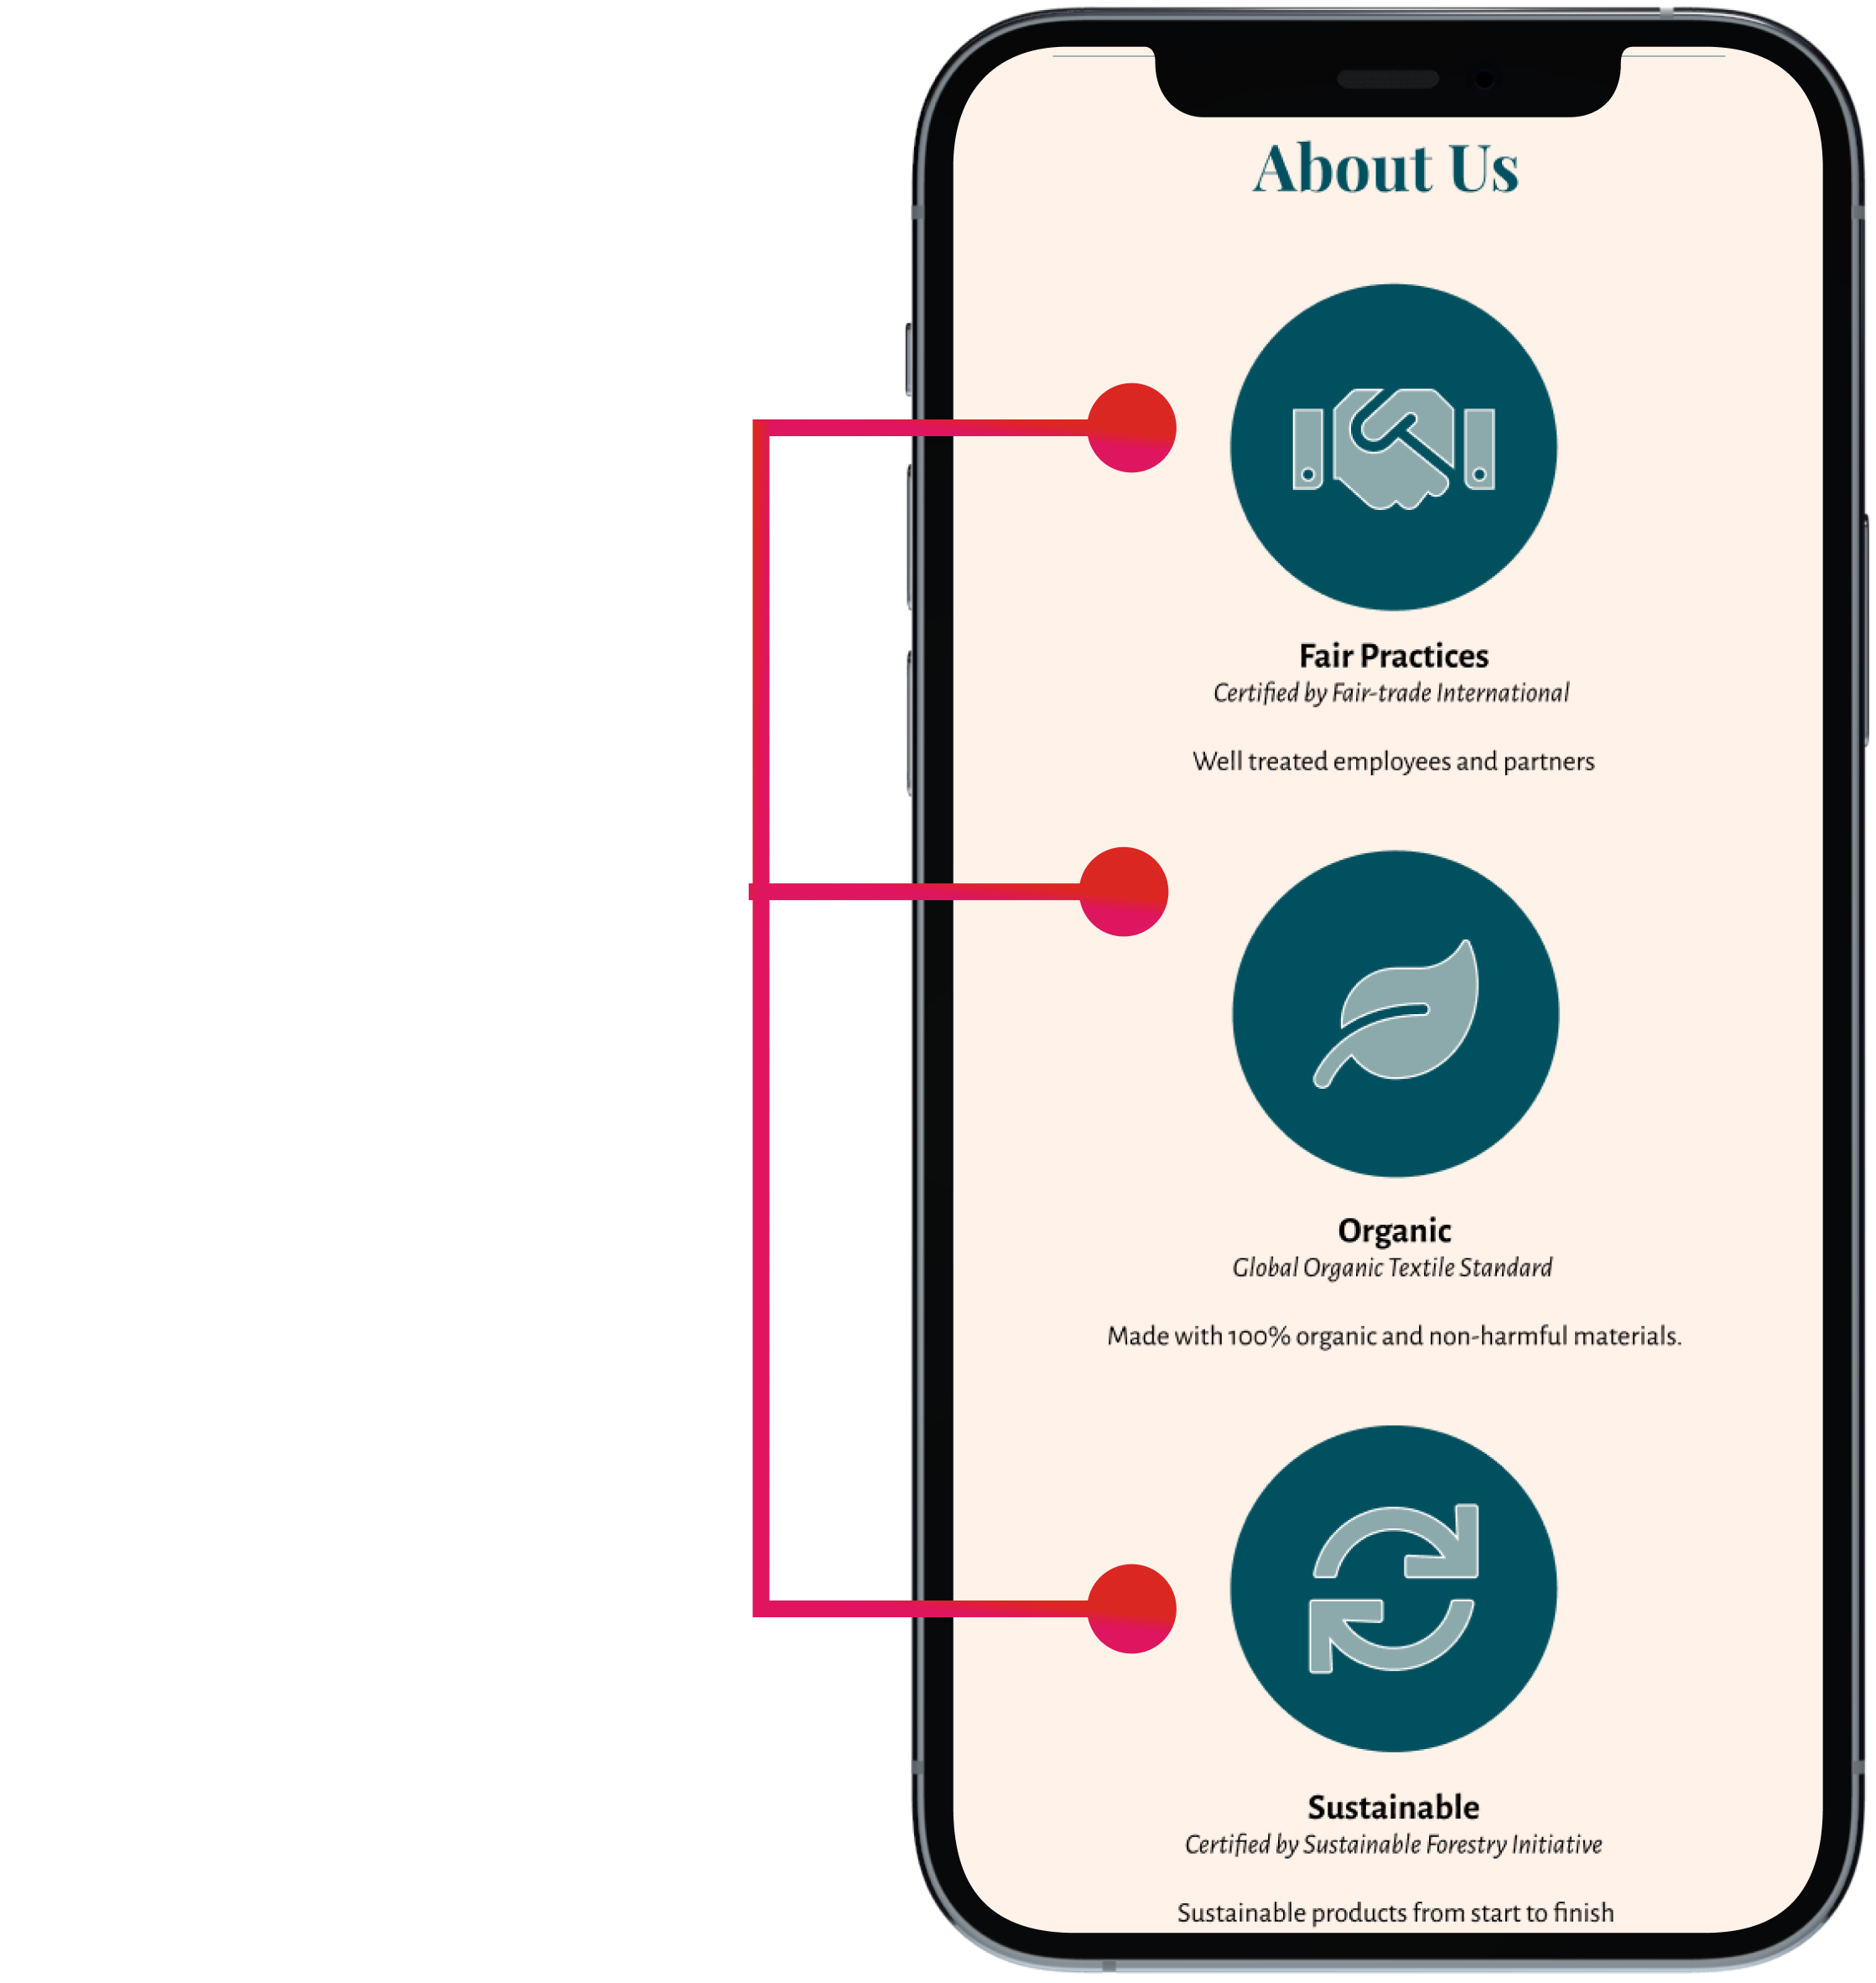 About Us
Fair Practices
Certified by Fair-trade International
Well treated employees and partners
Organic
Global Organic Textile Standard
Made with 100% organic and non-harmful materials.
Sustainable
Certified by Sustainable Forestry Initiative
Sustainable products from start to finish